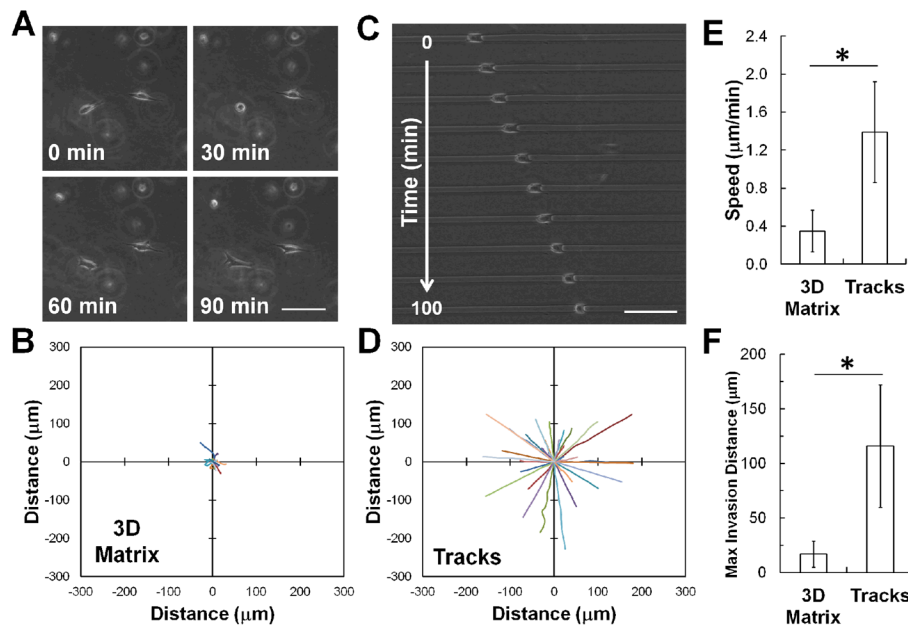 A
0 min
30 min
60 min
90 min
B
300
200
100
0
-100
-200
-300
-300 -200 -100 0 100 200 300
Distance (µm)
Distance (µm)
3D
Matrix
C
0
Time (min)
100
D
300
200
100
0
-100
-200
-300
-300 -200 -100 0 100 200 300
Distance (µm)
Distance (µm)
Tracks
E
2.4
2.0
1.6
1.2
0.8
0.4
0.0
Speed (µm/min)
*
3D
Matrix
Tracks
F
200
150
100
50
0
Max Invasion Distance (µm)
*
3D
Matrix
Tracks